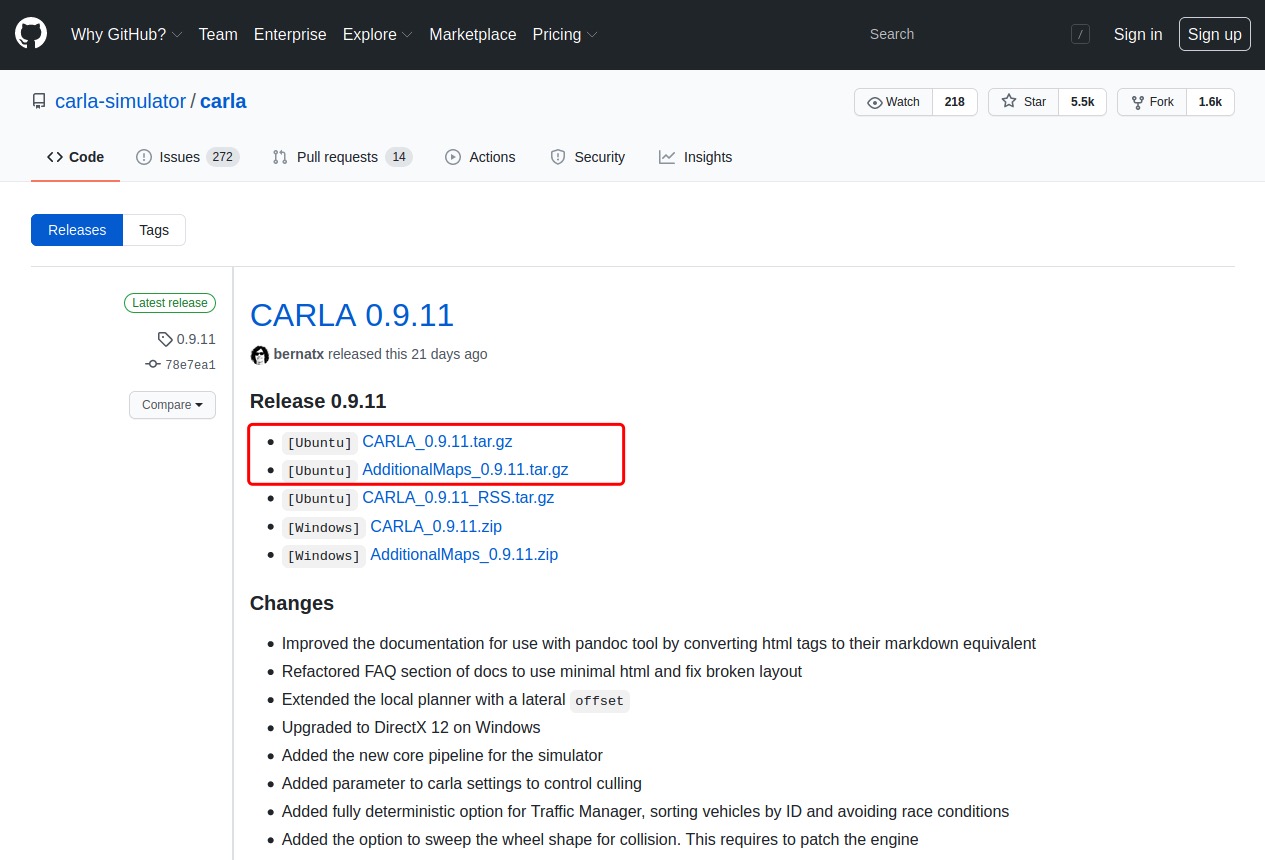 Why GitHub? Team Enterprise Explore Marketplace Pricing Search / Sign in Sign up
carla-simulator / carla Watch 218 Star 5.5k Fork 1.6k
Code Issues 272 Pull requests 14 Actions Security Insights
Releases Tags
Latest release
0.9.11
78e7ea1
Compare
CARLA 0.9.11
bernatx released this 21 days ago
Release 0.9.11
[Ubuntu] CARLA_0.9.11.tar.gz
[Ubuntu] AdditionalMaps_0.9.11.tar.gz
[Ubuntu] CARLA_0.9.11_RSS.tar.gz
[Windows] CARLA_0.9.11.zip
[Windows] AdditionalMaps_0.9.11.zip
Changes
Improved the documentation for use with pandoc tool by converting html tags to their markdown equivalent
Refactored FAQ section of docs to use minimal html and fix broken layout
Extended the local planner with a lateral offset
Upgraded to DirectX 12 on Windows
Added the new core pipeline for the simulator
Added parameter to carla settings to control culling
Added fully deterministic option for Traffic Manager, sorting vehicles by ID and avoiding race conditions
Added the option to sweep the wheel shape for collision. This requires to patch the engine